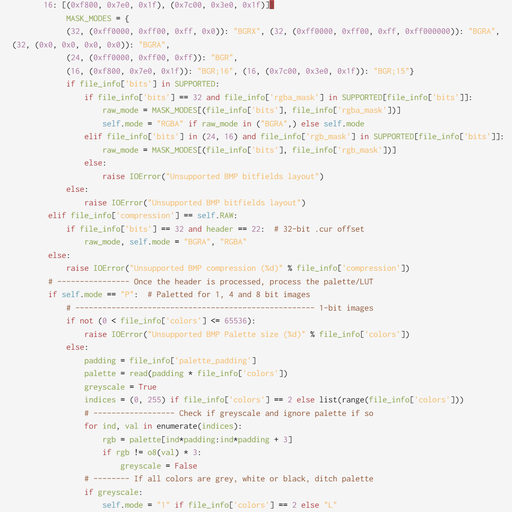 16: [(0xf800, 0x7e0, 0x1f), (0x7c00, 0x3e0, 0x1f)]}
MASK_MODES = {
(32, (0xff0000, 0xff00, 0xff, 0x0)): "BGRX", (32, (0xff0000, 0xff00, 0xff, 0xff000000)): "BGRA",
(32, (0x0, 0x0, 0x0, 0x0)): "BGRA",
(24, (0xff0000, 0xff00, 0xff)): "BGR",
(16, (0xf800, 0x7e0, 0x1f)): "BGR;16", (16, (0x7c00, 0x3e0, 0x1f)): "BGR;15"}
if file_info['bits'] in SUPPORTED:
if file_info['bits'] == 32 and file_info['rgba_mask'] in SUPPORTED[file_info['bits']]:
raw_mode = MASK_MODES[(file_info['bits'], file_info['rgba_mask'])]
self.mode = "RGBA" if raw_mode in ("BGRA",) else self.mode
elif file_info['bits'] in (24, 16) and file_info['rgb_mask'] in SUPPORTED[file_info['bits']]:
raw_mode = MASK_MODES[(file_info['bits'], file_info['rgb_mask'])]
else:
raise IOError("Unsupported BMP bitfields layout")
else:
raise IOError("Unsupported BMP bitfields layout")
elif file_info['compression'] == self.RAW:
if file_info['bits'] == 32 and header == 22:  # 32-bit .cur offset
raw_mode, self.mode = "BGRA", "RGBA"
else:
raise IOError("Unsupported BMP compression (%d)" % file_info['compression'])
# ---------------- Once the header is processed, process the palette/LUT
if self.mode == "P":  # Paletted for 1, 4 and 8 bit images
# ----------------------------------------------------- 1-bit images
if not (0 < file_info['colors'] <= 65536):
raise IOError("Unsupported BMP Palette size (%d)" % file_info['colors'])
else:
padding = file_info['palette_padding']
palette = read(padding * file_info['colors'])
greyscale = True
indices = (0, 255) if file_info['colors'] == 2 else list(range(file_info['colors']))
# ------------------ Check if greyscale and ignore palette if so
for ind, val in enumerate(indices):
rgb = palette[ind*padding:ind*padding + 3]
if rgb != o8(val) * 3:
greyscale = False
# -------- If all colors are grey, white or black, ditch palette
if greyscale:
self.mode = "1" if file_info['colors'] == 2 else "L"